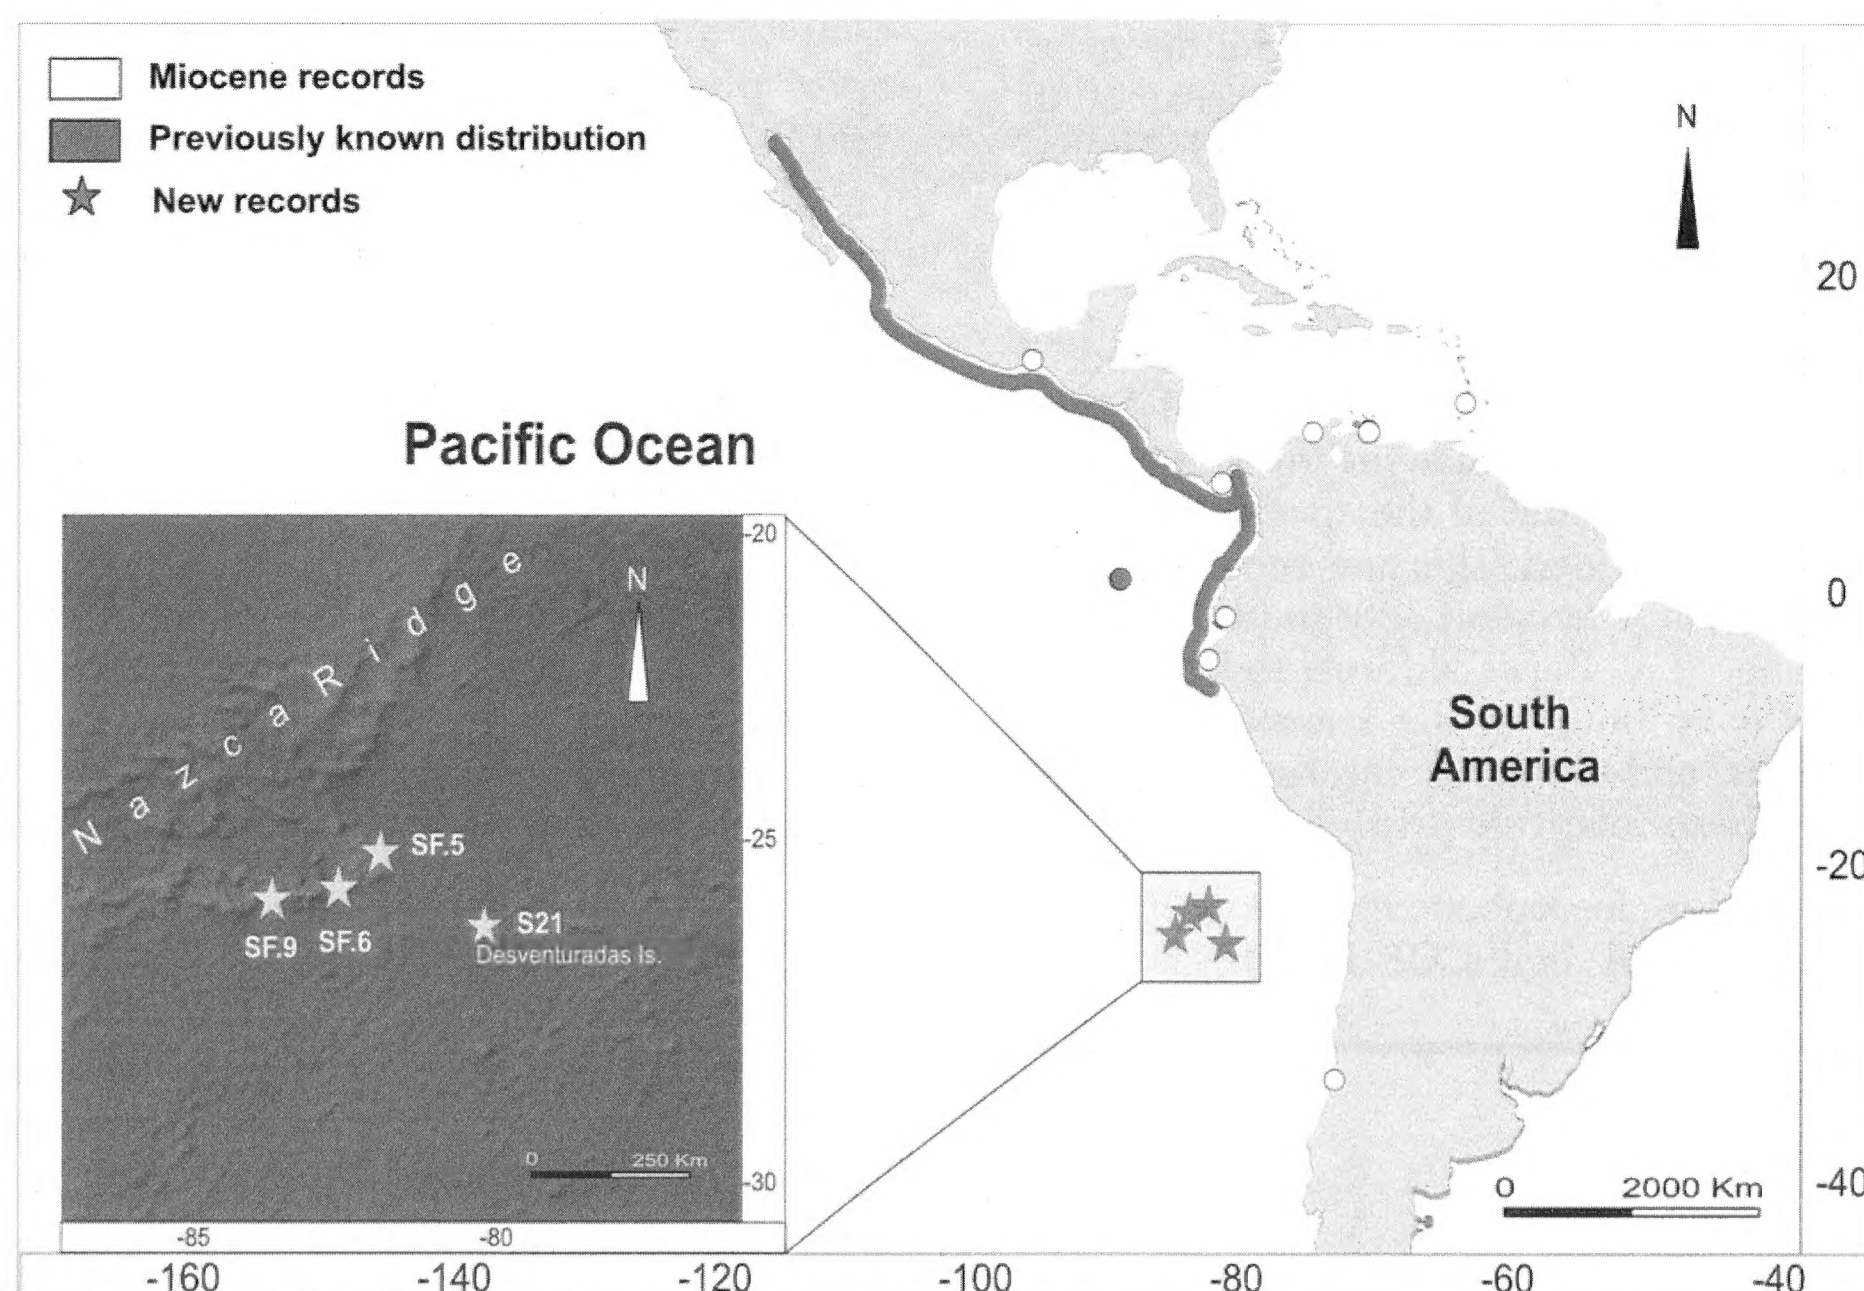 Miocene records
Previously known distribution
New records
N
20
Pacific Ocean
-20
Nazca Ridge
N
0
SF.5
-25
South
America
SF.9
SF.6
S21
Desventuradas Is.
-20
0 250 Km
-30
0 2000 Km
-40
-85
-80
-160
-140
-120
-100
-80
-60
-40